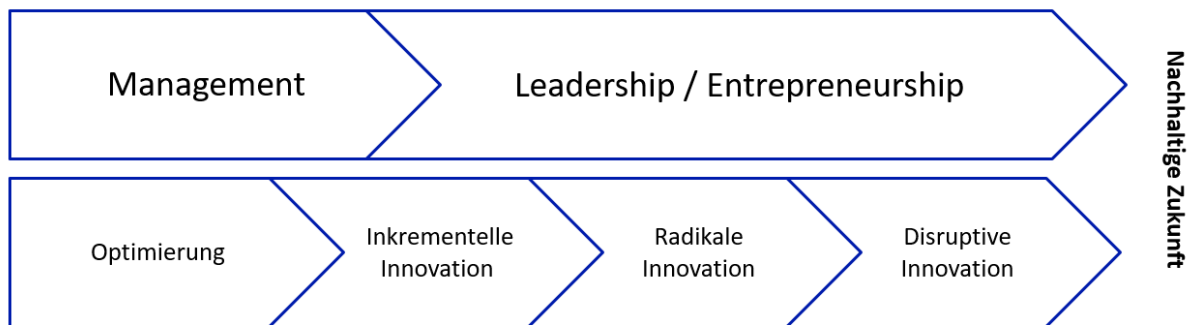 Management
Leadership / Entrepreneurship
Optimierung
Inkrementelle
Innovation
Radikale
Innovation
Disruptive
Innovation
Nachhaltige Zukunft